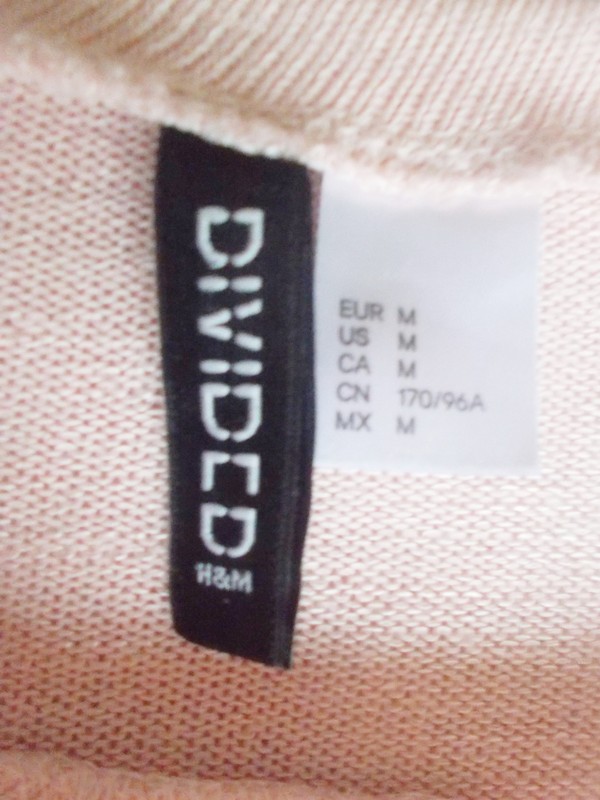 DIVIDED
H&M
EUR M
US M
CA M
CN 170/96A
MX M